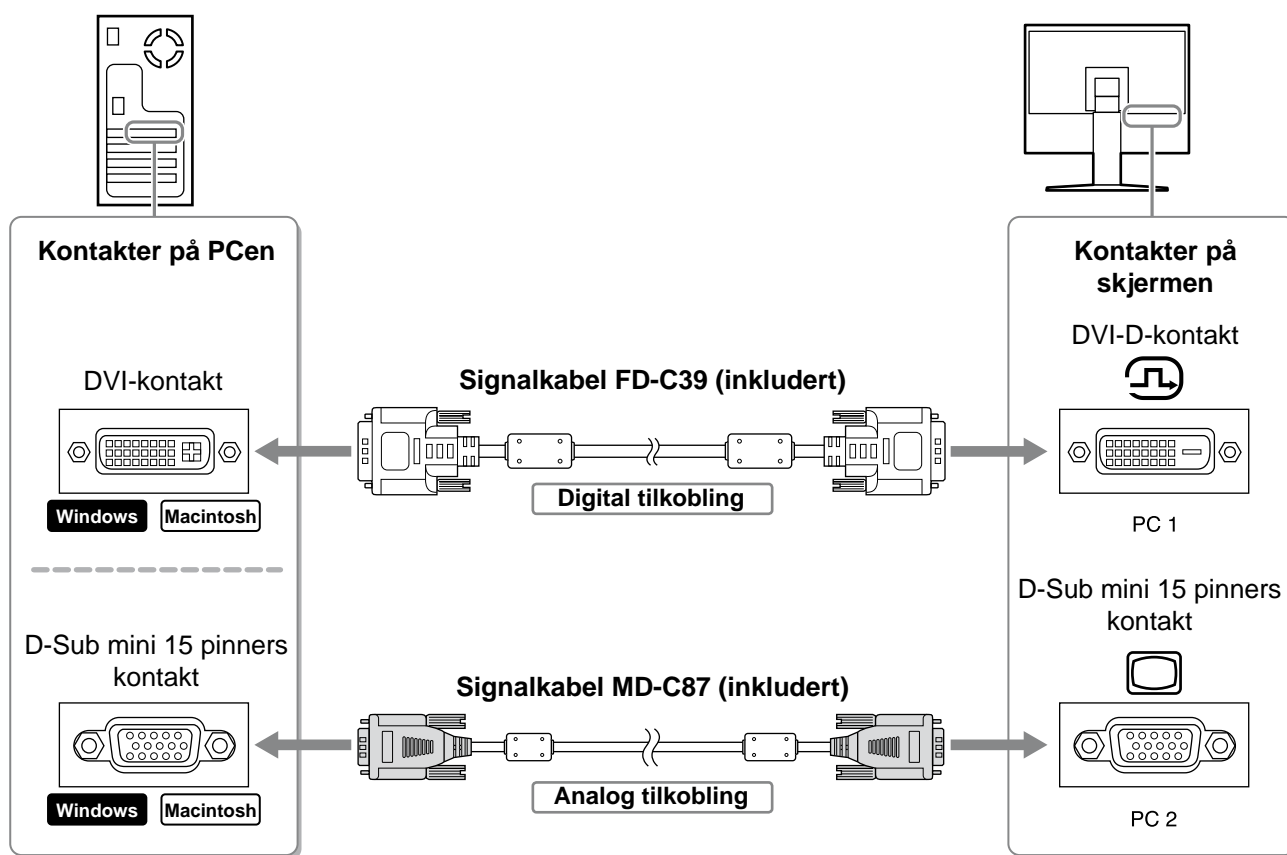 Kontakter på PCen
DVI-kontakt
Windows
Macintosh
D-Sub mini 15 pinners
kontakt
Windows
Macintosh
Signalkabel FD-C39 (inkludert)
Digital tilkobling
Signalkabel MD-C87 (inkludert)
Analog tilkobling
Kontakter på
skjermen
DVI-D-kontakt
PC 1
D-Sub mini 15 pinners
kontakt
PC 2